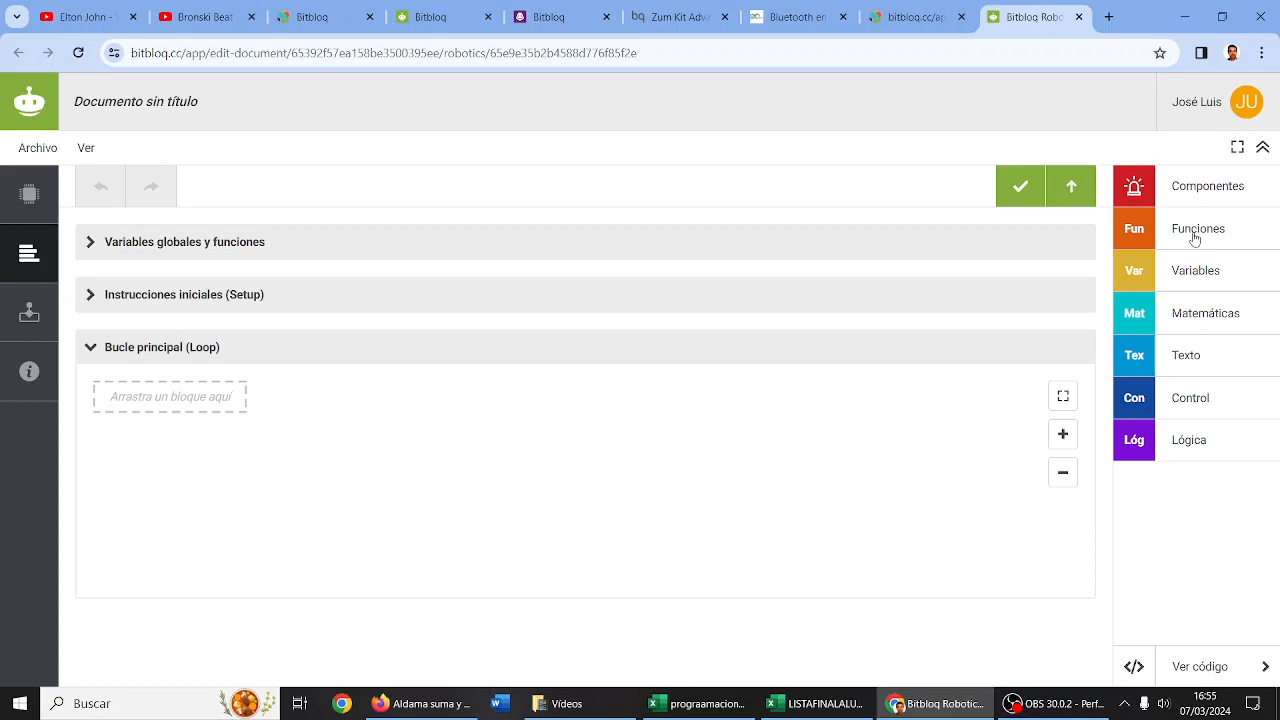 Elton John -
Bronski Beat
Bitbloq
Bitbloq
Bitbloq
bq
Zum Kit Adv
Bluetooth en
bitbloq.cc/ap
Bitbloq Robo
bitbloq.cc/app/edit-document/65392f57ea158be3500395ee/robotics/65e9e35b2b4588d776f85f2e
Documento sin título
José Luis
JU
Archivo
Ver
Componentes
Fun
Funciones
Variables globales y funciones
Var
Variables
Instrucciones iniciales (Setup)
Mat
Matemáticas
Bucle principal (Loop)
Tex
Texto
Arrastra un bloque aquí
Con
Control
Lóg
Lógica
</> Ver código
Buscar
Aldama suma y ...
Vídeos
prograamacion...
LISTAFINALALU...
Bitbloq Robotic...
OBS 30.0.2 - Perf...
16:55
07/03/2024